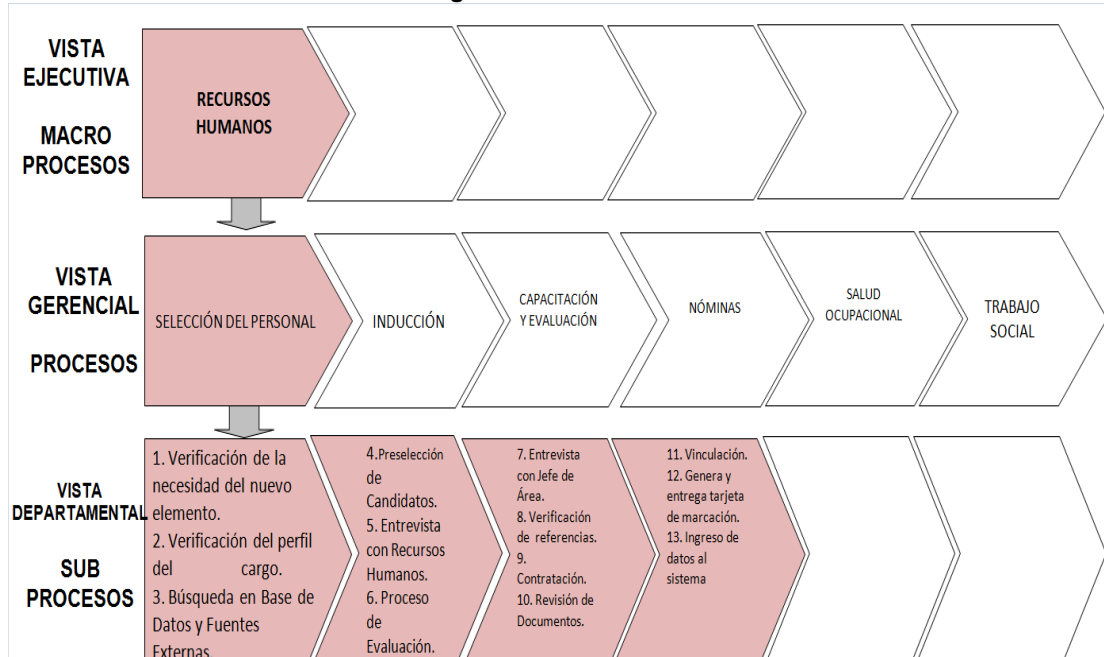 VISTA
EJECUTIVA
MACRO
PROCESOS
RECURSOS
HUMANOS
VISTA
GERENCIAL
PROCESOS
SELECCIÓN DEL PERSONAL
INDUCCIÓN
CAPACITACIÓN
Y EVALUACIÓN
NÓMINAS
SALUD
OCUPACIONAL
TRABAJO
SOCIAL
VISTA
DEPARTAMENTAL
SUB
PROCESOS
1. Verificación de la
necesidad del nuevo
elemento.
2. Verificación del perfil
del cargo.
3. Búsqueda en Base de
Datos y Fuentes
Externas
4.Preselección
de
Candidatos.
5. Entrevista
con Recursos
Humanos.
6. Proceso
de
Evaluación.
7. Entrevista
con Jefe de
Área.
8. Verificación
de referencias.
9.
Contratación.
10. Revisión de
Documentos.
11. Vinculación.
12. Genera y
entrega tarjeta
de marcación.
13. Ingreso de
datos al
sistema